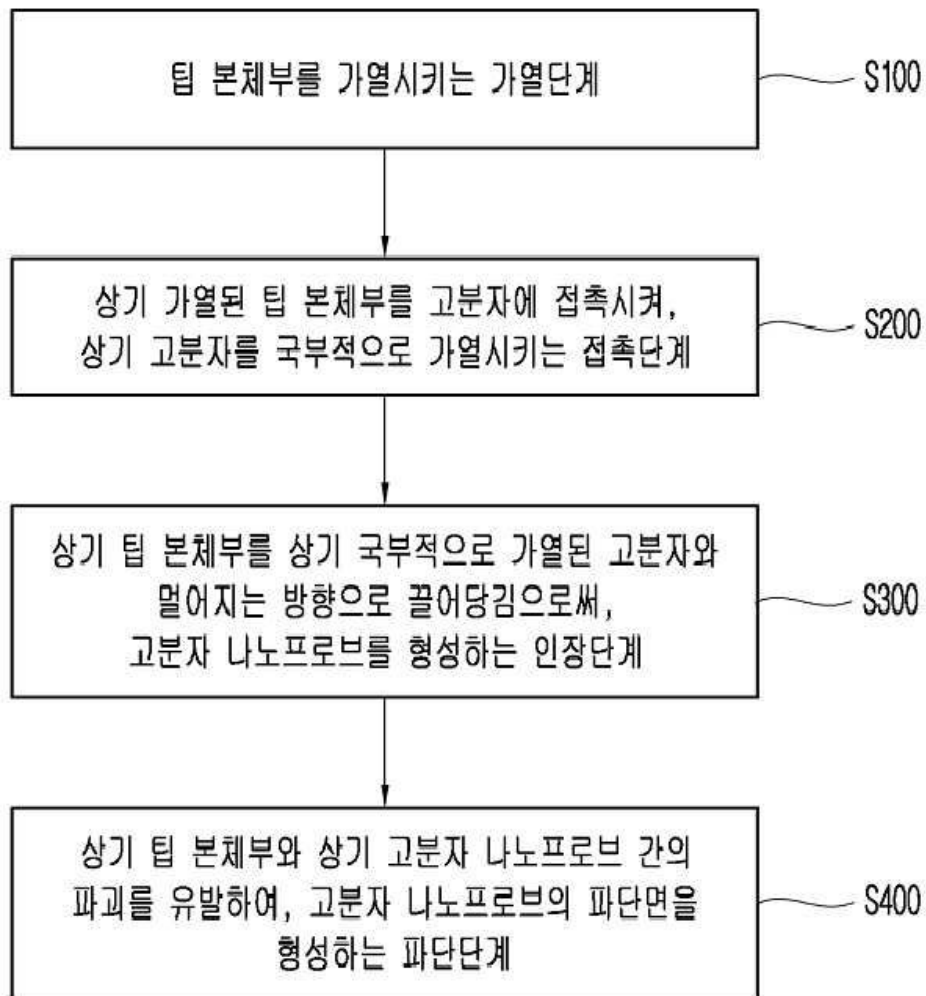 팁 본체부를 가열시키는 가열단계
S100
상기 가열된 팁 본체부를 고분자에 접촉시켜,
상기 고분자를 국부적으로 가열시키는 접촉단계
S200
상기 팁 본체부를 상기 국부적으로 가열된 고분자와
멀어지는 방향으로 끌어당김으로써,
고분자 나노프로브를 형성하는 인장단계
S300
상기 팁 본체부와 상기 고분자 나노프로브 간의
파괴를 유발하여, 고분자 나노프로브의 파단면을
형성하는 파단단계
S400